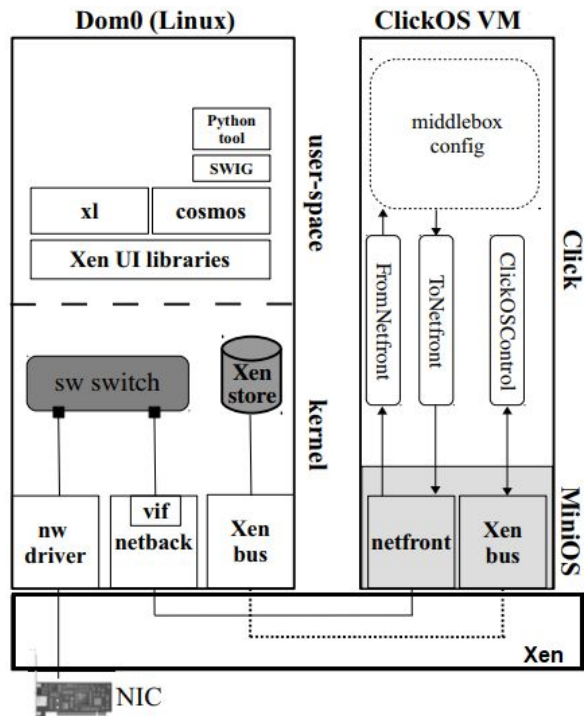 Dom0 (Linux)
ClickOS VM
Python
tool
SWIG
xl
cosmos
Xen UI libraries
user-space
middlebox
config
Click
FromNetfront
ToNetfront
ClickOSControl
sw switch
Xen
store
kernel
nw
driver
vif
netback
Xen
bus
netfront
Xen
bus
MiniOS
Xen
NIC